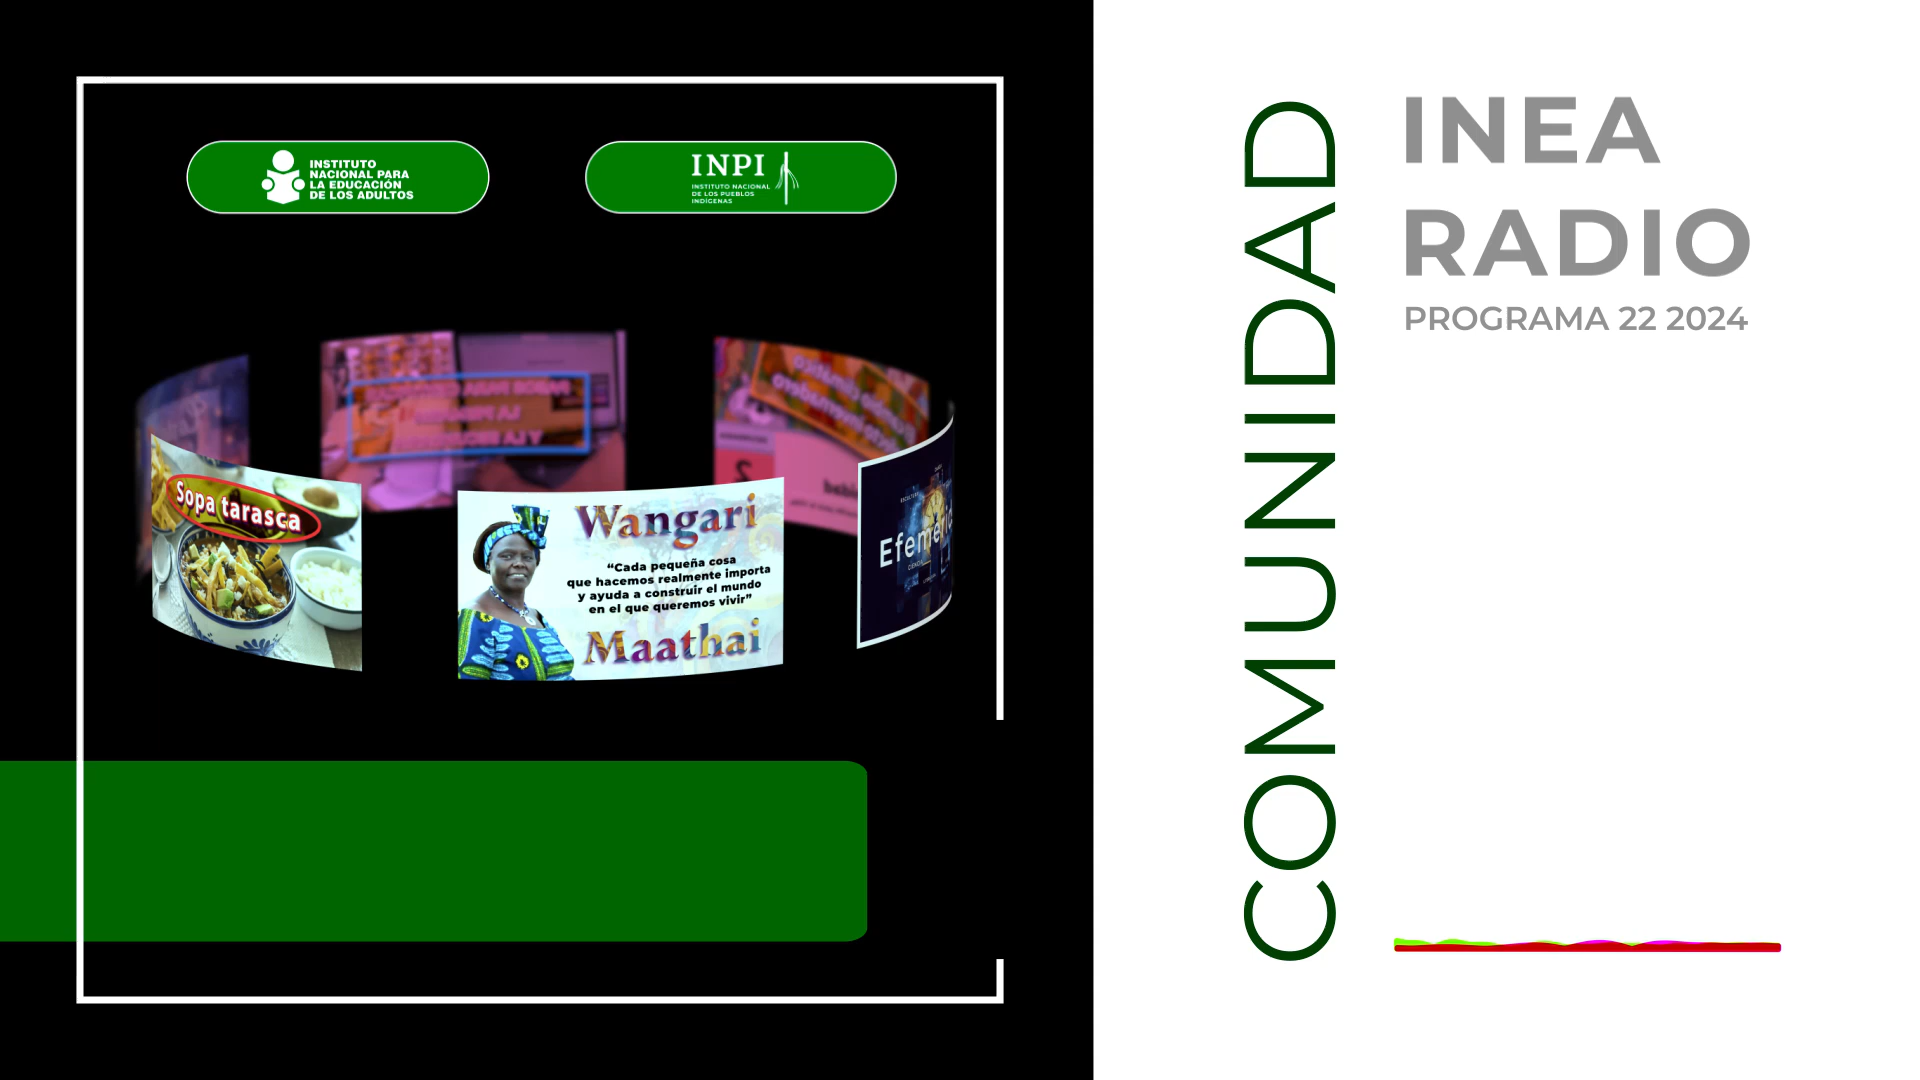 INSTITUTO
NACIONAL PARA
LA EDUCACIÓN
DE LOS ADULTOS
INPI
INSTITUTO NACIONAL
DE LOS PUEBLOS
INDÍGENAS
Sopa tarasca
Wangari
“Cada pequeña cosa
que hacemos realmente importa
y ayuda a construir el mundo
en el que queremos vivir”
Maathai
COMUNIDAD
INEA
RADIO
PROGRAMA 22 2024